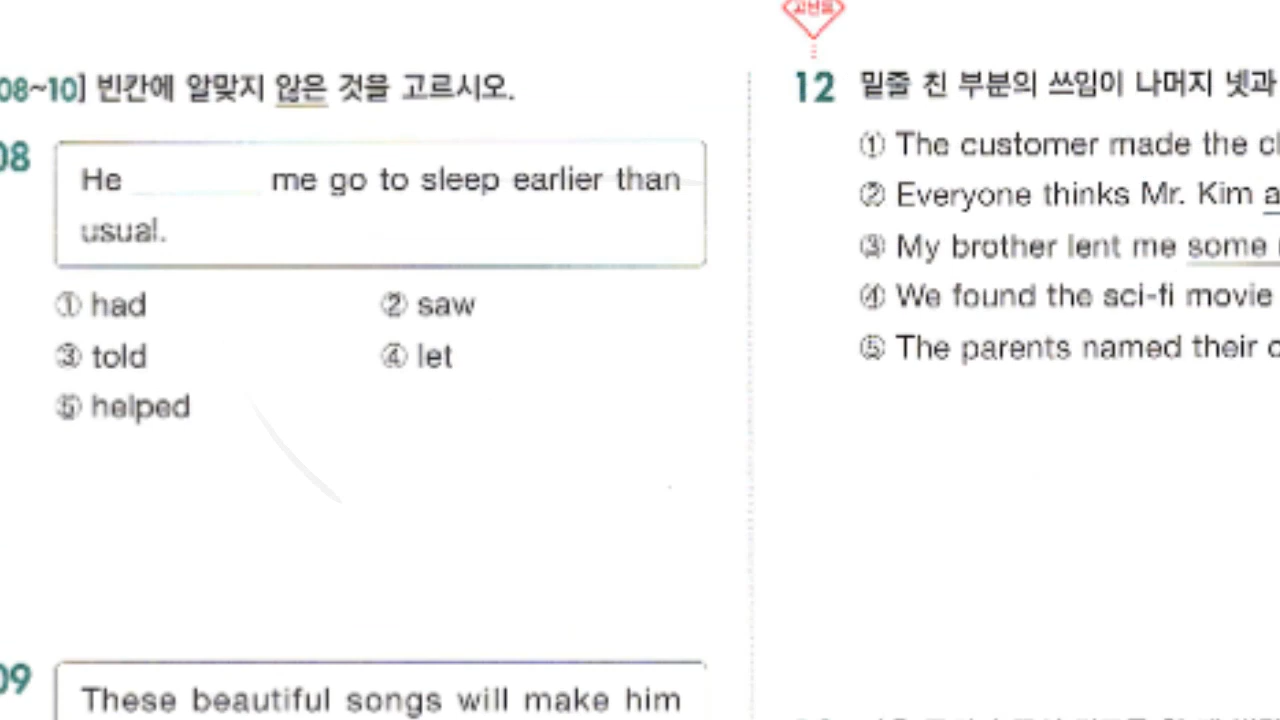 08~10] 빈칸에 알맞지 않은 것을 고르시오.
08
He me go to sleep earlier than
usual.
① had ② saw
③ told ④ let
⑤ helped
09
These beautiful songs will make him
고난도
12 밑줄 친 부분의 쓰임이 나머지 넷과
① The customer made the cl
② Everyone thinks Mr. Kim a
③ My brother lent me some
④ We found the sci-fi movie
⑤ The parents named their c